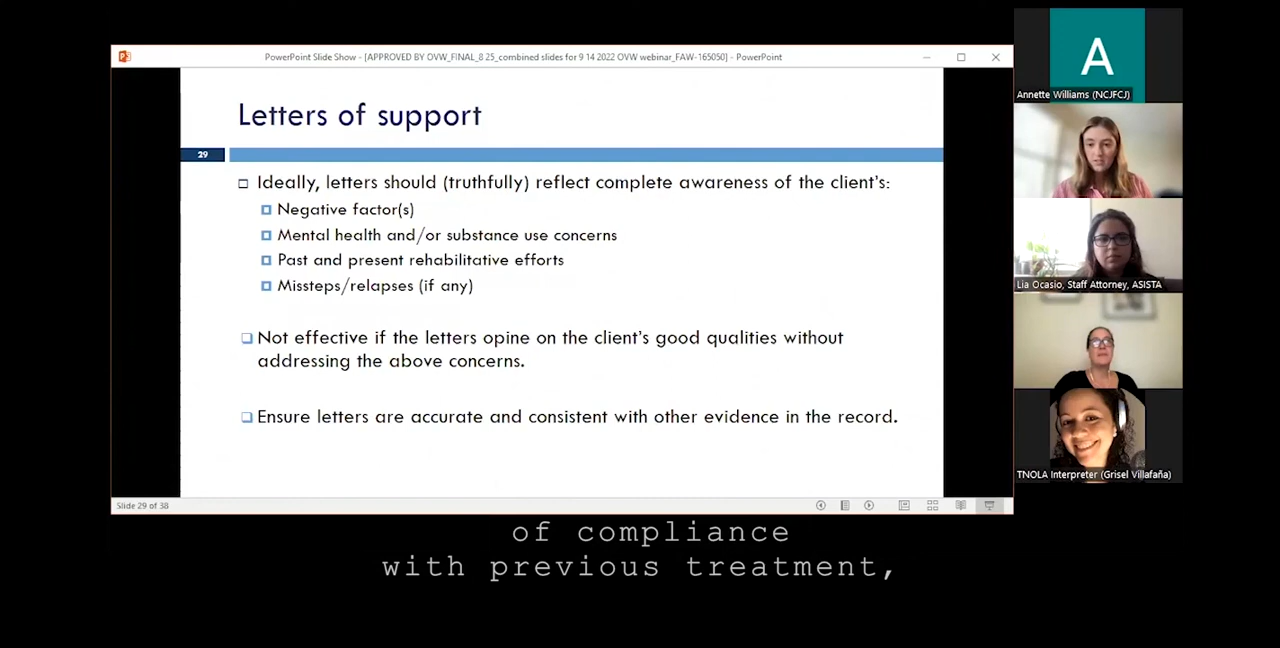 PowerPoint Slide Show - [APPROVED BY OVW_FINAL_8 25_combined slides for 9 14 2022 OVW webinar_FAW-165050] - PowerPoint
Letters of support
29
Ideally, letters should (truthfully) reflect complete awareness of the client's:
Negative factor(s)
Mental health and/or substance use concerns
Past and present rehabilitative efforts
Missteps/relapses (if any)
Not effective if the letters opine on the client's good qualities without
addressing the above concerns.
Ensure letters are accurate and consistent with other evidence in the record.
Slide 29 of 38
A
Annette Williams (NCJFCJ)
Lia Ocasio, Staff Attorney, ASISTA
TNOLA Interpreter (Grisel Villafaña)
of compliance
with previous treatment,